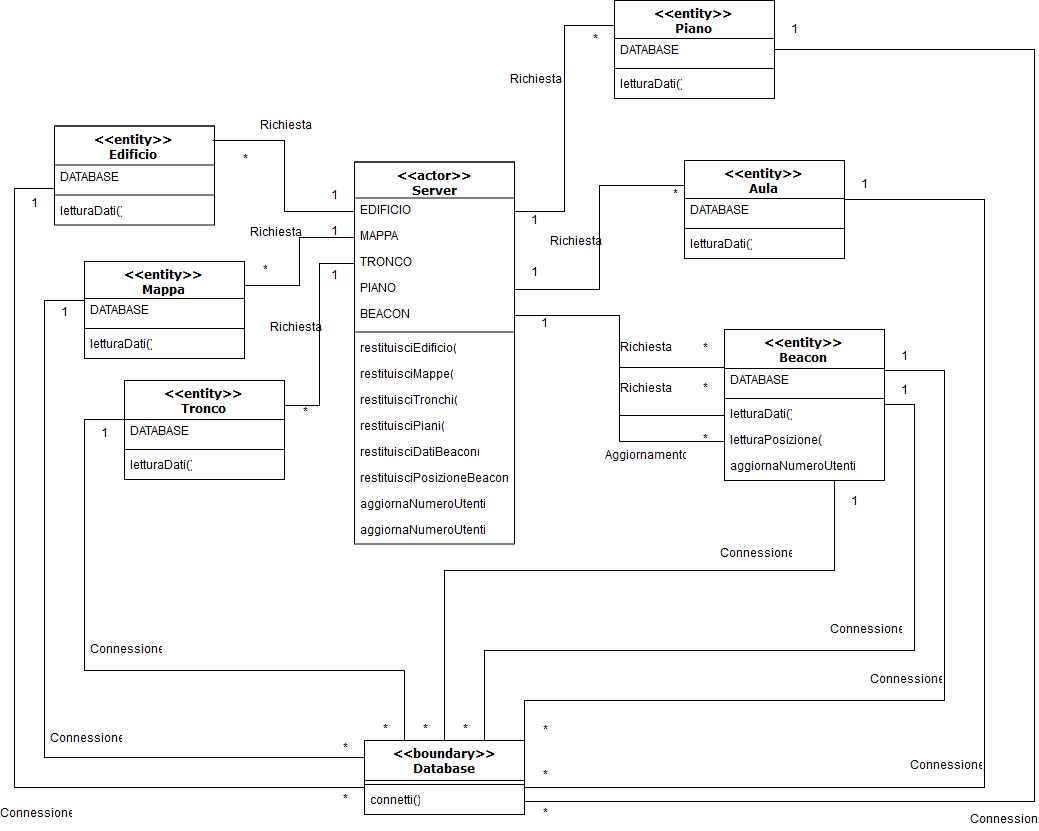 <<entity>>
Piano
DATABASE
letturaDati(
1
*
Richiesta
<<entity>>
Edificio
DATABASE
letturaDati(
Richiesta
*
1
1
<<actor>>
Server
EDIFICIO
MAPPA
TRONCO
PIANO
BEACON
restituisciEdificio(
restituisciMappe(
restituisciTronchi(
restituisciPiani(
restituisciDatiBeacon(
restituisciPosizioneBeacon
aggiornaNumeroUtenti
aggiornaNumeroUtenti
1
Richiesta
*
1
<<entity>>
Aula
DATABASE
letturaDati(
1
Richiesta
*
1
<<entity>>
Mappa
DATABASE
letturaDati(
1
1
Richiesta
*
<<entity>>
Tronco
DATABASE
letturaDati(
1
1
Richiesta
*
Richiesta
*
Aggiornamento
*
<<entity>>
Beacon
DATABASE
letturaDati(
letturaPosizione(
aggiornaNumeroUtenti
1
1
1
Connessione
Connessione
Connessione
Connessione
Connessione
Connessione
Connessione
Connession
*
*
*
*
*
*
*
*
<<boundary>>
Database
connetti()